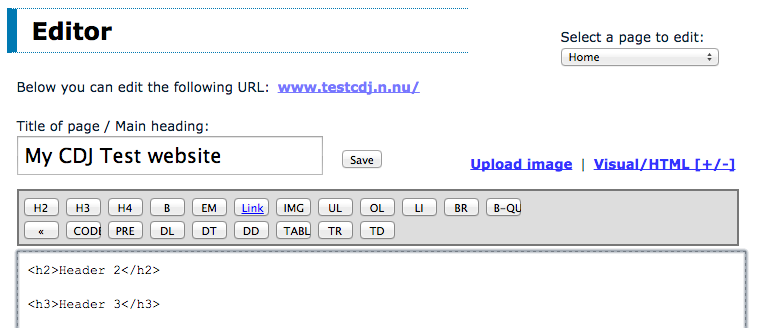 Editor
Select a page to edit:
Home
Below you can edit the following URL: www.testcdj.n.nu/
Title of page / Main heading:
My CDJ Test website
Save
Upload image | Visual/HTML [+/-]
H2 H3 H4 B EM Link IMG UL OL LI BR B-QU
« CODE PRE DL DT DD TABL TR TD
<h2>Header 2</h2>
<h3>Header 3</h3>